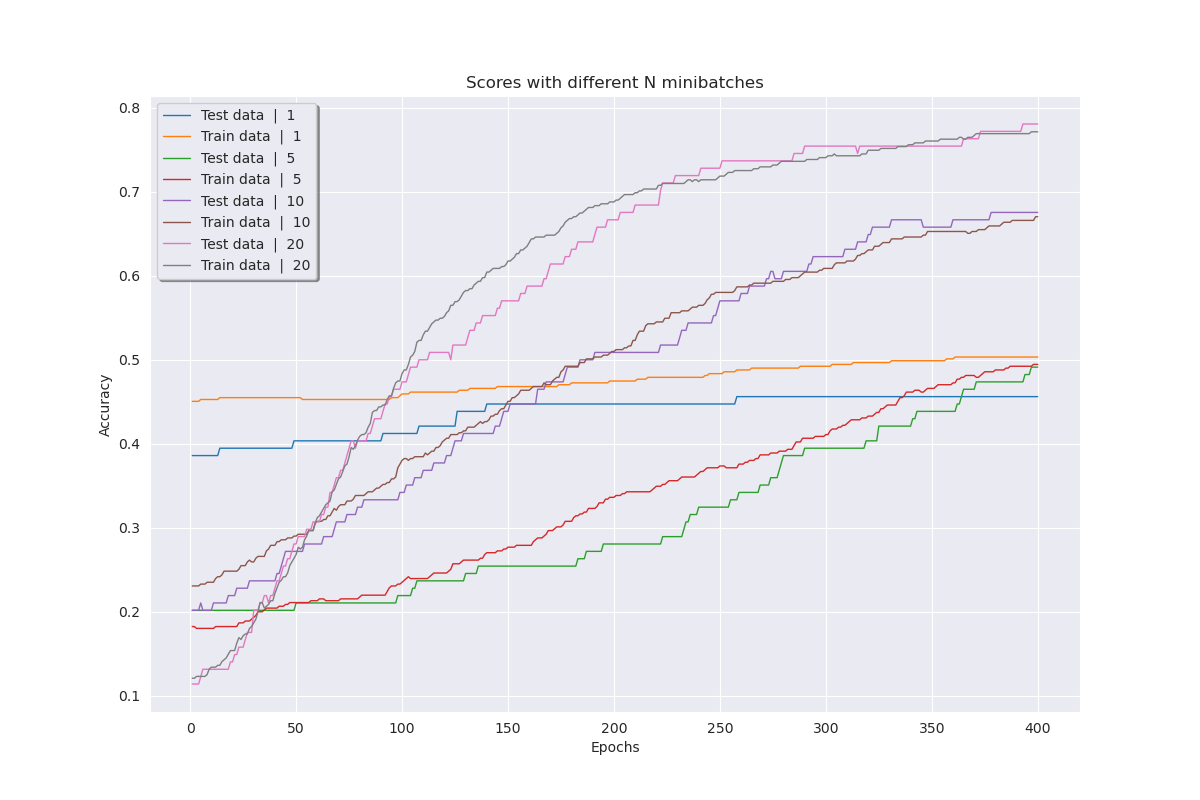 Scores with different N minibatches
0.8
0.7
0.6
0.5
0.4
0.3
0.2
0.1
Accuracy
Test data | 1
Train data | 1
Test data | 5
Train data | 5
Test data | 10
Train data | 10
Test data | 20
Train data | 20
0 50 100 150 200 250 300 350 400
Epochs